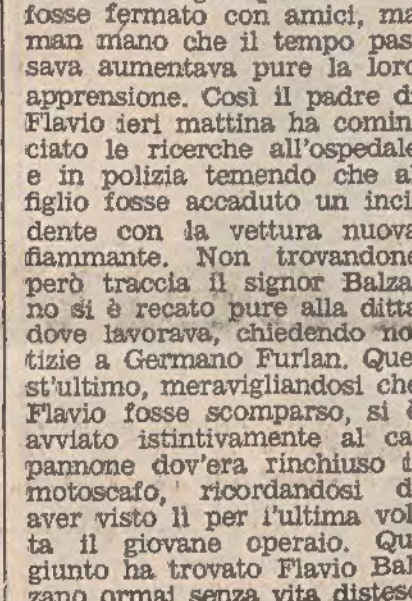 fosse fermato con amici, ma
man mano che il tempo pas
sava aumentava pure la loro
apprensione. Così il padre d
Flavio ieri mattina ha comin
ciato le ricerche all'ospedale
e in polizia temendo che a
figlio fosse accaduto un inci
dente con la vettura nuova
fiammante. Non trovandone
però traccia il signor Balza
no si è recato pure alla ditta
dove lavorava, chiedendo no
tizie a Germano Furlan. Que
st'ultimo, meravigliandosi che
Flavio fosse scomparso, si è
avviato istintivamente al ca
pannone dov'era rinchiuso i
motoscafo, ricordandosi d
aver visto lì per l'ultima vol
ta il giovane operaio. Qu
giunto ha trovato Flavio Bal
zano ormai senza vita distes